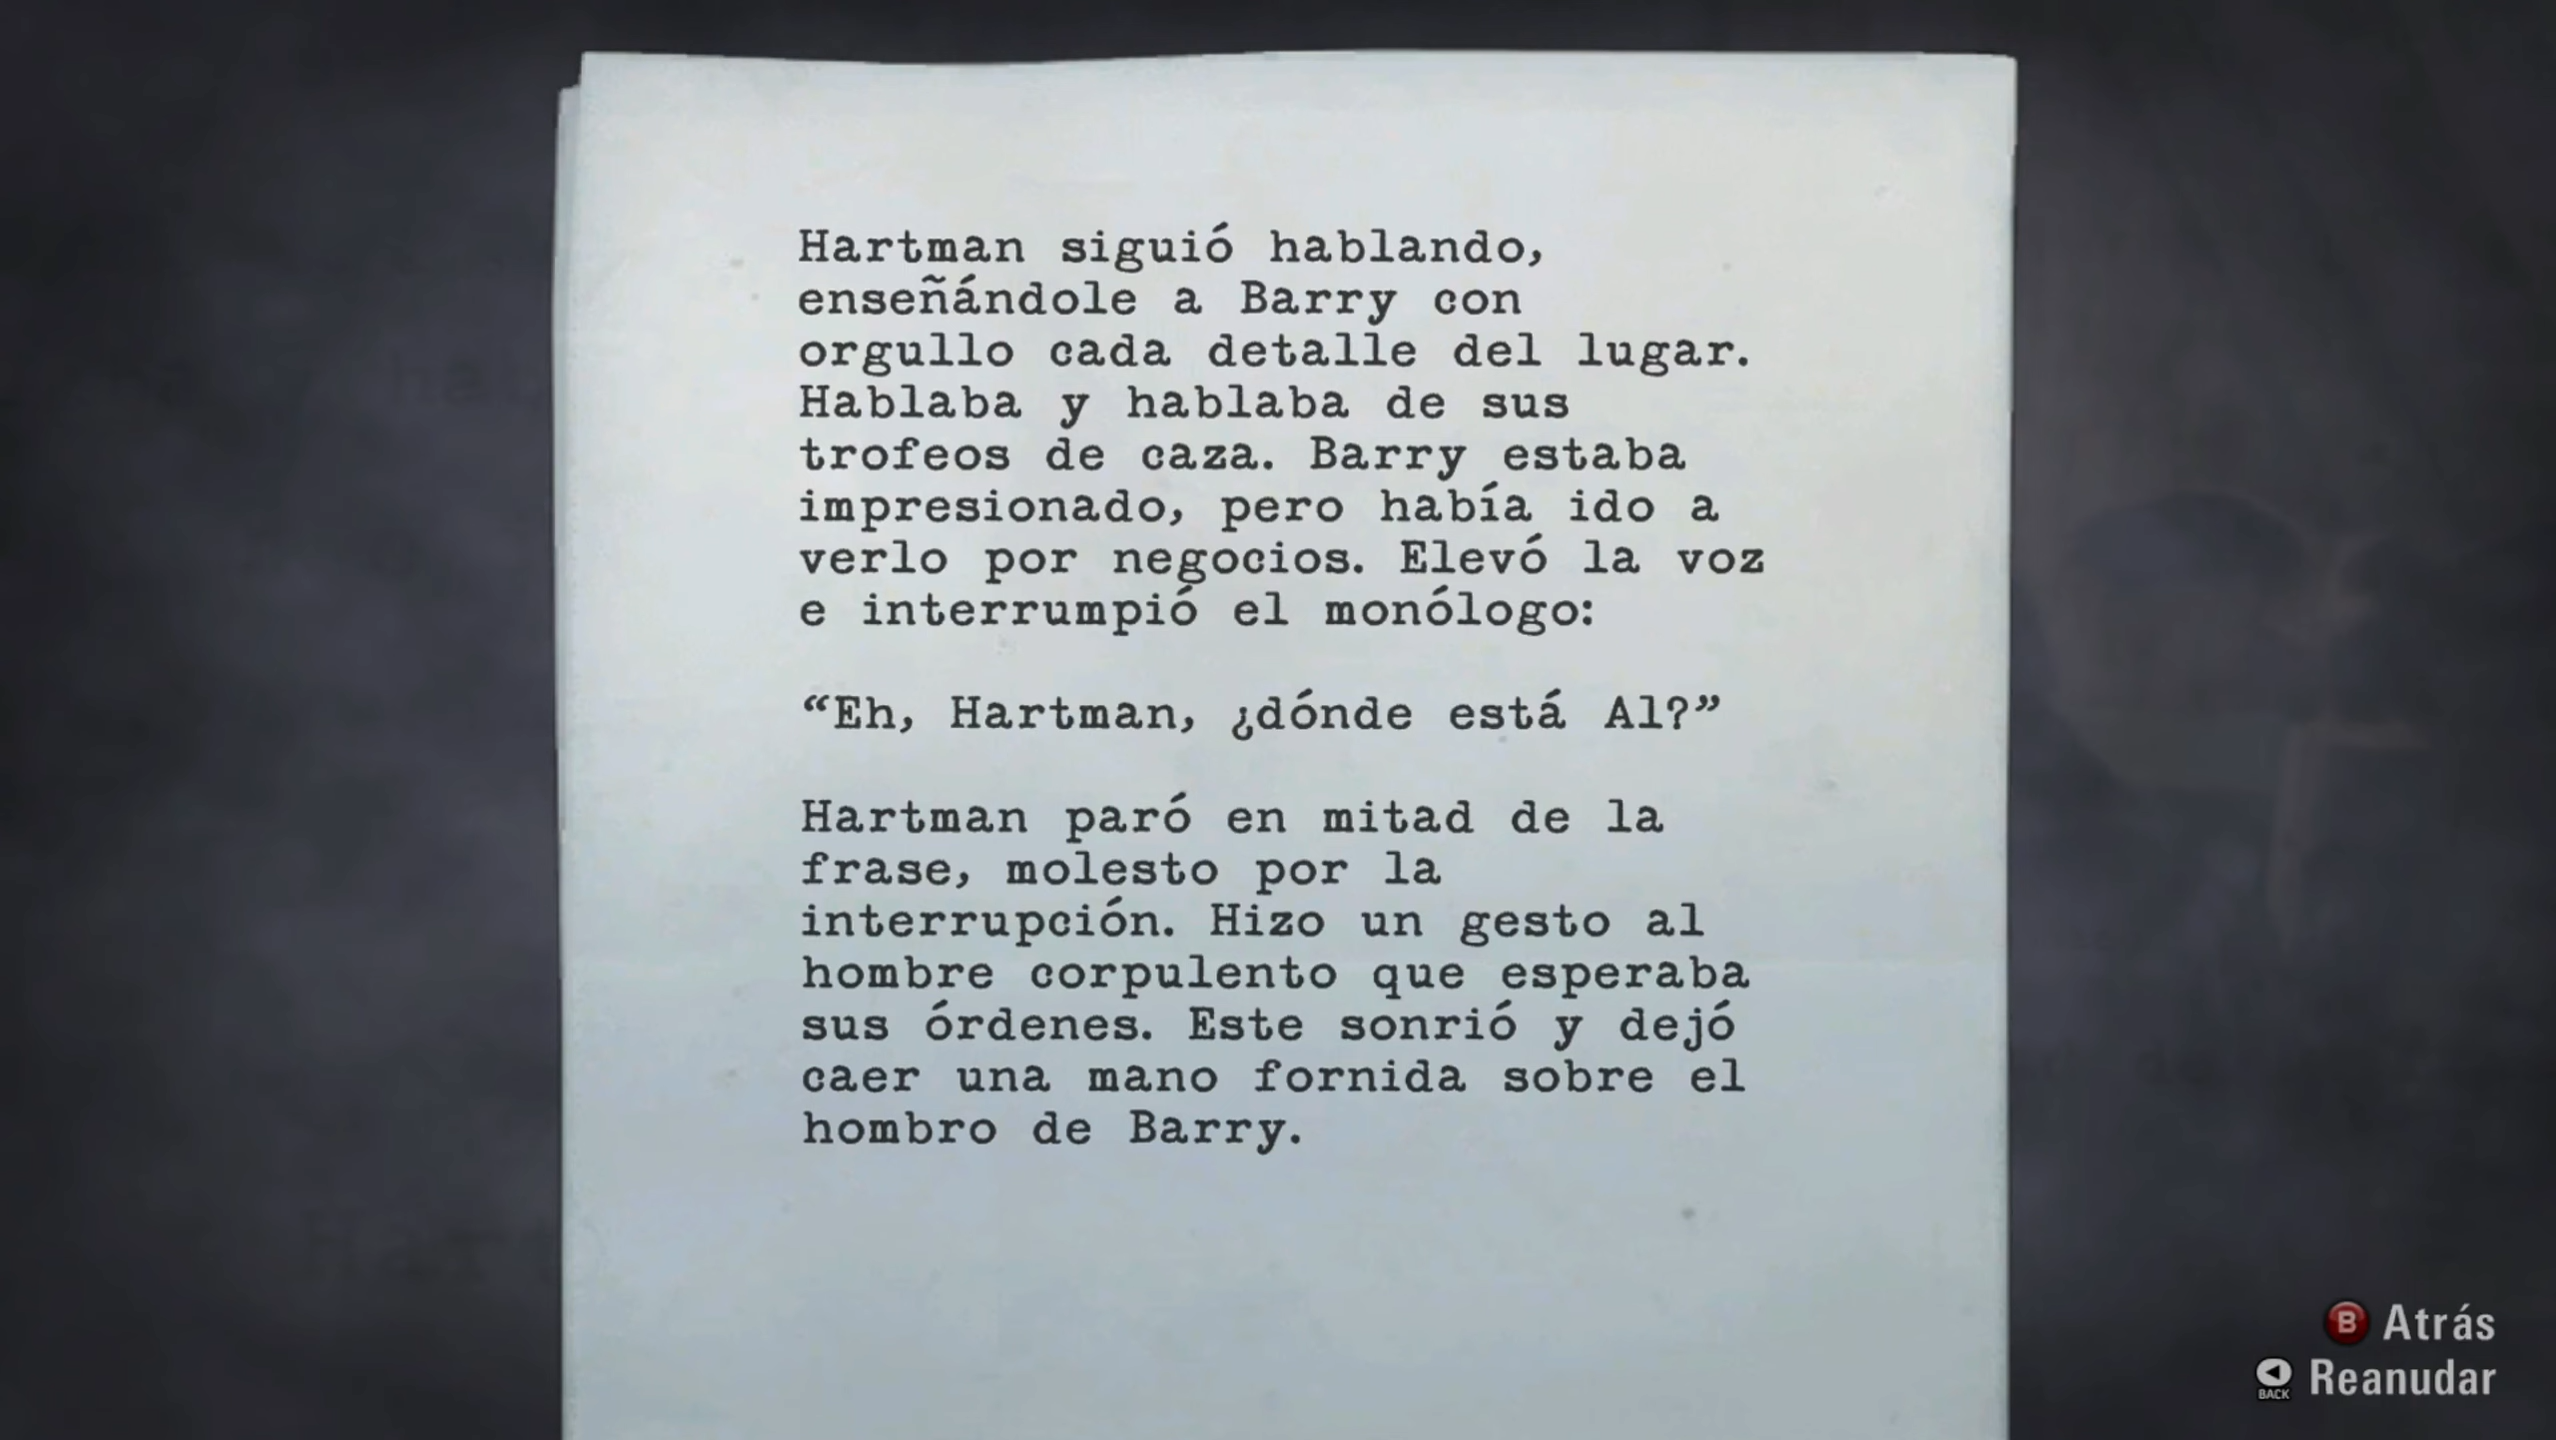 Hartman siguió hablando,
enseñándole a Barry con
orgullo cada detalle del lugar.
Hablaba y hablaba de sus
trofeos de caza. Barry estaba
impresionado, pero había ido a
verlo por negocios. Elevó la voz
e interrumpió el monólogo:
“Eh, Hartman, ¿dónde está Al?”
Hartman paró en mitad de la
frase, molesto por la
interrupción. Hizo un gesto al
hombre corpulento que esperaba
sus órdenes. Este sonrió y dejó
caer una mano fornida sobre el
hombro de Barry.
B Atrás
BACK Reanudar